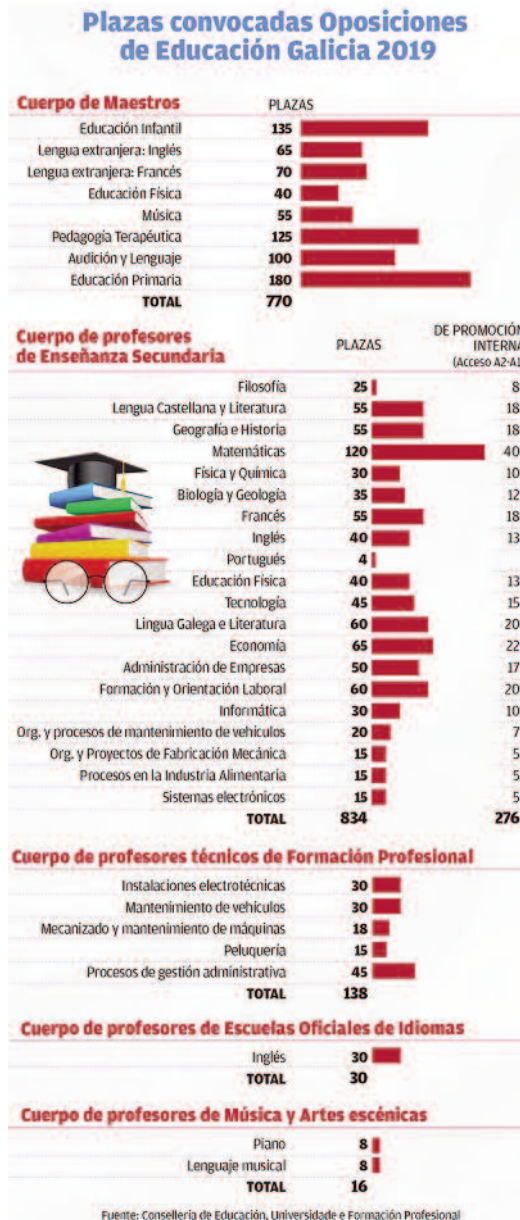 Plazas convocadas Oposiciones
de Educación Galicia 2019
Cuerpo de Maestros PLAZAS
Educación Infantil 135
Lengua extranjera: Inglés 65
Lengua extranjera: Francés 70
Educación Física 40
Música 55
Pedagogía Terapéutica 125
Audición y Lenguaje 100
Educación Primaria 180
TOTAL 770
Cuerpo de profesores
de Enseñanza Secundaria
PLAZAS
DE PROMOCIÓN
INTERNA
(Acceso A2-A1
Filosofía 25 8
Lengua Castellana y Literatura 55 18
Geografía e Historia 55 18
Matemáticas 120 40
Física y Química 30 10
Biología y Geología 35 12
Francés 55 18
Inglés 40 13
Portugués 4
Educación Física 40 13
Tecnología 45 15
Lingua Galega e Literatura 60 20
Economía 65 22
Administración de Empresas 50 17
Formación y Orientación Laboral 60 20
Informática 30 10
Org. y procesos de mantenimiento de vehículos 20 7
Org. y Proyectos de Fabricación Mecánica 15 5
Procesos en la Industria Alimentaria 15 5
Sistemas electrónicos 15 5
TOTAL 834 276
Cuerpo de profesores técnicos de Formación Profesional
Instalaciones electrotécnicas 30
Mantenimiento de vehículos 30
Mecanizado y mantenimiento de máquinas 18
Peluquería 15
Procesos de gestión administrativa 45
TOTAL 138
Cuerpo de profesores de Escuelas Oficiales de Idiomas
Inglés 30
TOTAL 30
Cuerpo de profesores de Música y Artes escénicas
Piano 8
Lenguaje musical 8
TOTAL 16
Fuente: Consellería de Educación, Universidade e Formación Profesional